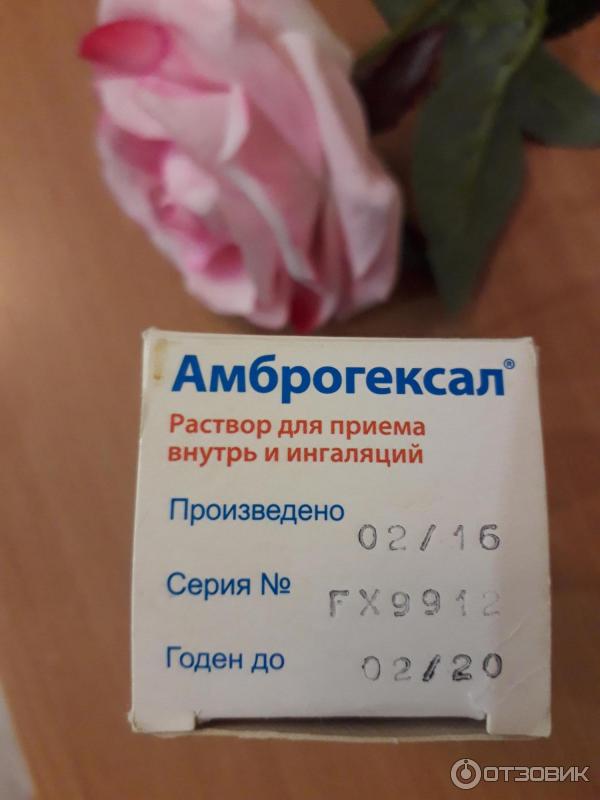 Амброгексал®
Раствор для приема
внутрь и ингаляций
Произведено 02/16
Серия № FX9912
Годен до 02/20
ОТЗОВИК